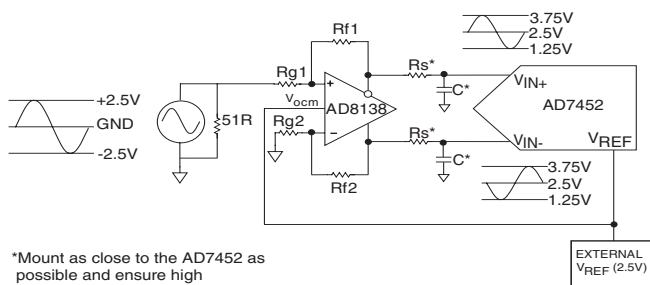 Rf1
3.75V
2.5V
1.25V
Rg1
Rs*
C*
VIN+
+2.5V
GND
-2.5V
51R
Vocm
+
AD8138
-
AD7452
Rg2
Rs*
C*
VIN-
VREF
Rf2
3.75V
2.5V
1.25V
*Mount as close to the AD7452 as
possible and ensure high
EXTERNAL
VREF (2.5V)